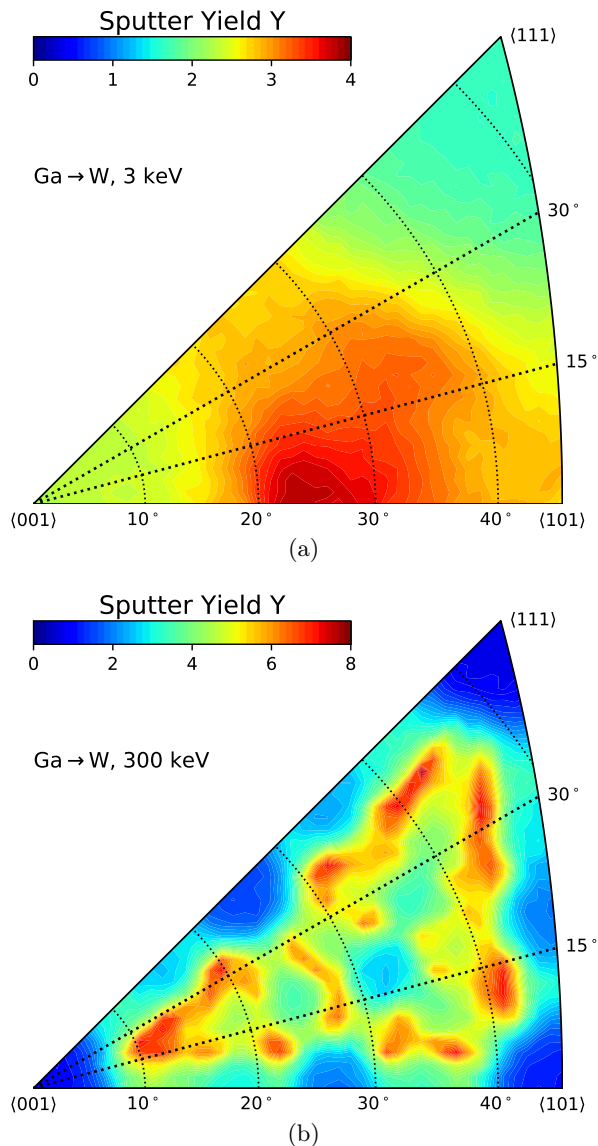 Sputter Yield Y
0 1 2 3 4
⟨111⟩
Ga→W, 3 keV
30°
15°
⟨001⟩ 10° 20° 30° 40° ⟨101⟩
(a)
Sputter Yield Y
0 2 4 6 8
⟨111⟩
Ga→W, 300 keV
30°
15°
⟨001⟩ 10° 20° 30° 40° ⟨101⟩
(b)